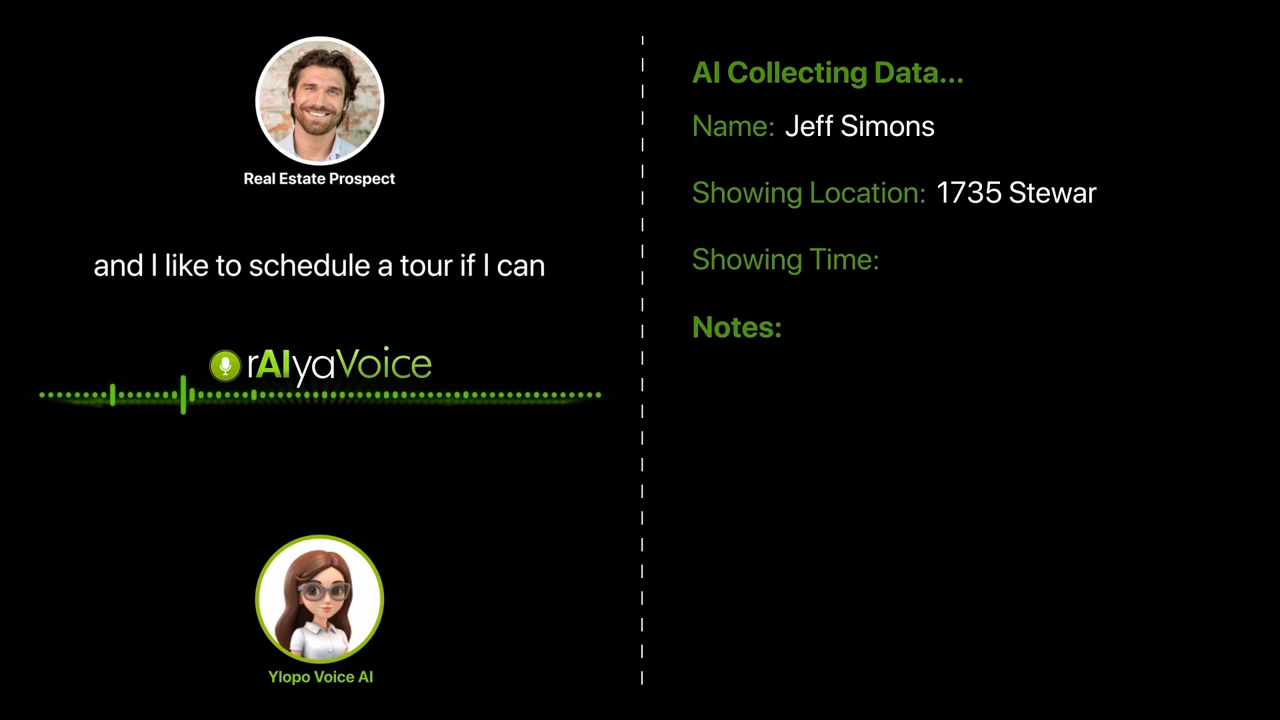 Real Estate Prospect
and I like to schedule a tour if I can
rAIyaVoice
Ylopo Voice AI
AI Collecting Data...
Name: Jeff Simons
Showing Location: 1735 Stewar
Showing Time:
Notes: